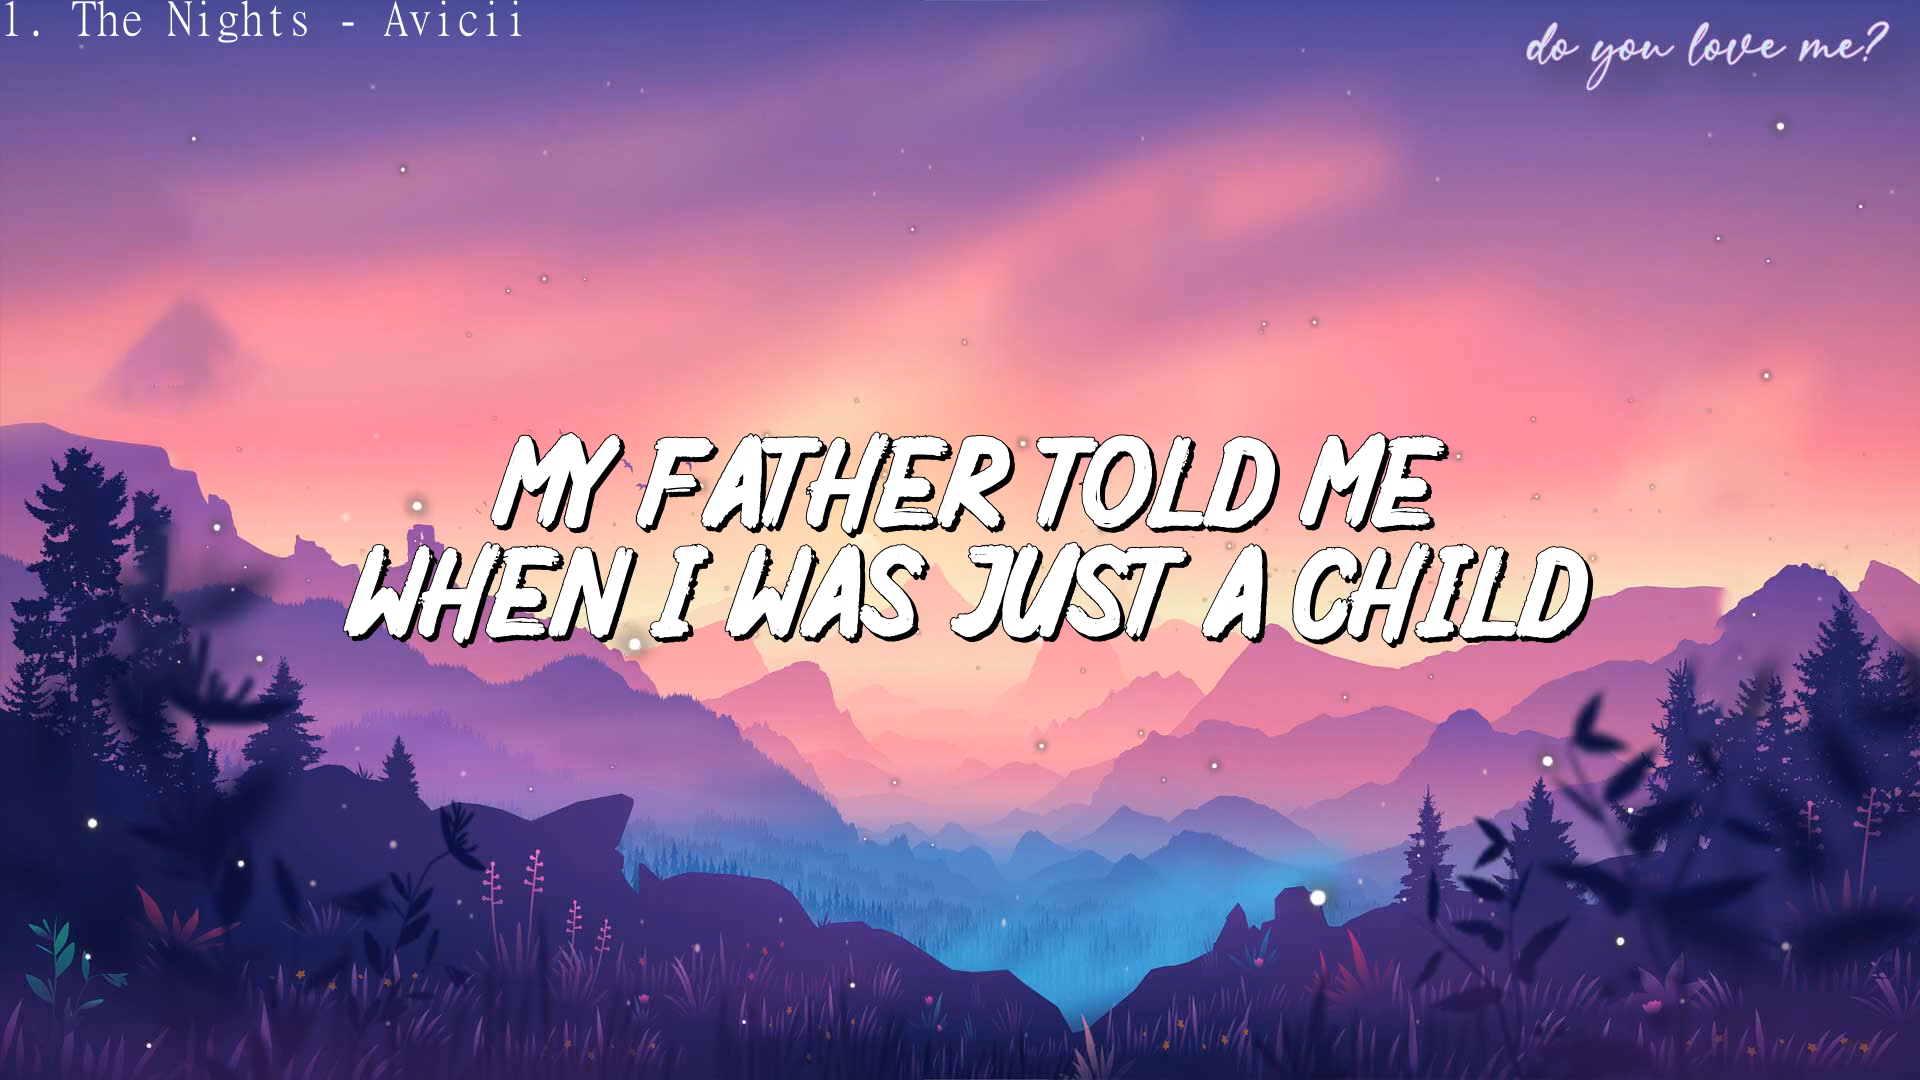 1. The Nights - Avicii
do you love me?
MY FATHER TOLD ME
WHEN I WAS JUST A CHILD